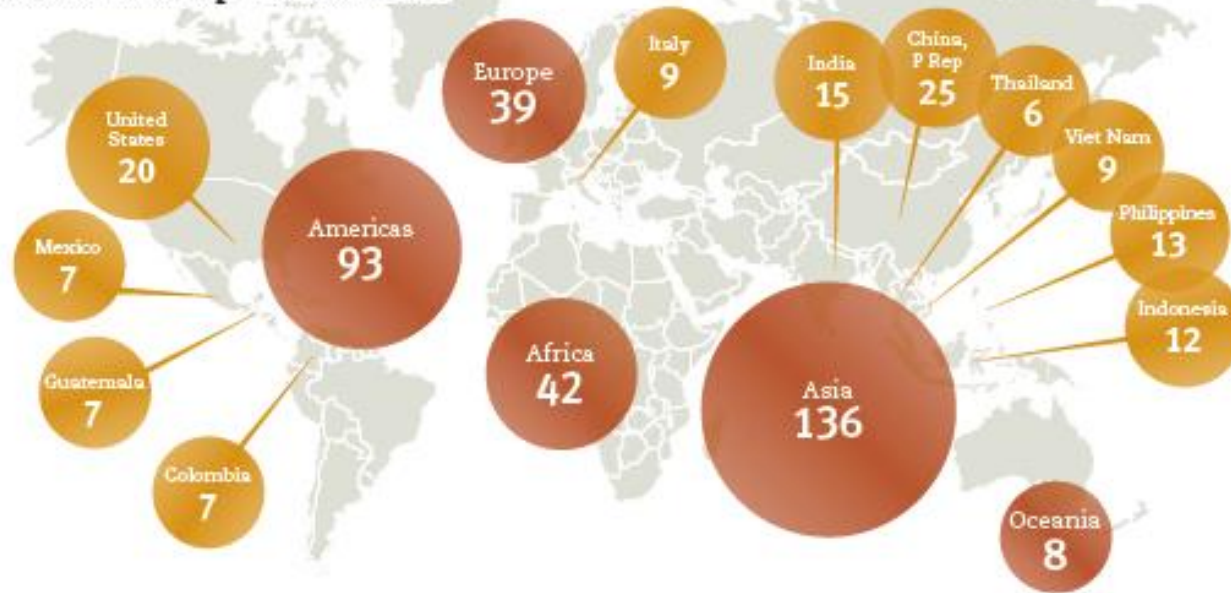 United
States
20
Mexico
7
Guatemala
7
Colombia
7
Americas
93
Europe
39
Italy
9
Africa
42
India
15
China,
P Rep
25
Thailand
6
Viet Nam
9
Philippines
13
Indonesia
12
Asia
136
Oceania
8